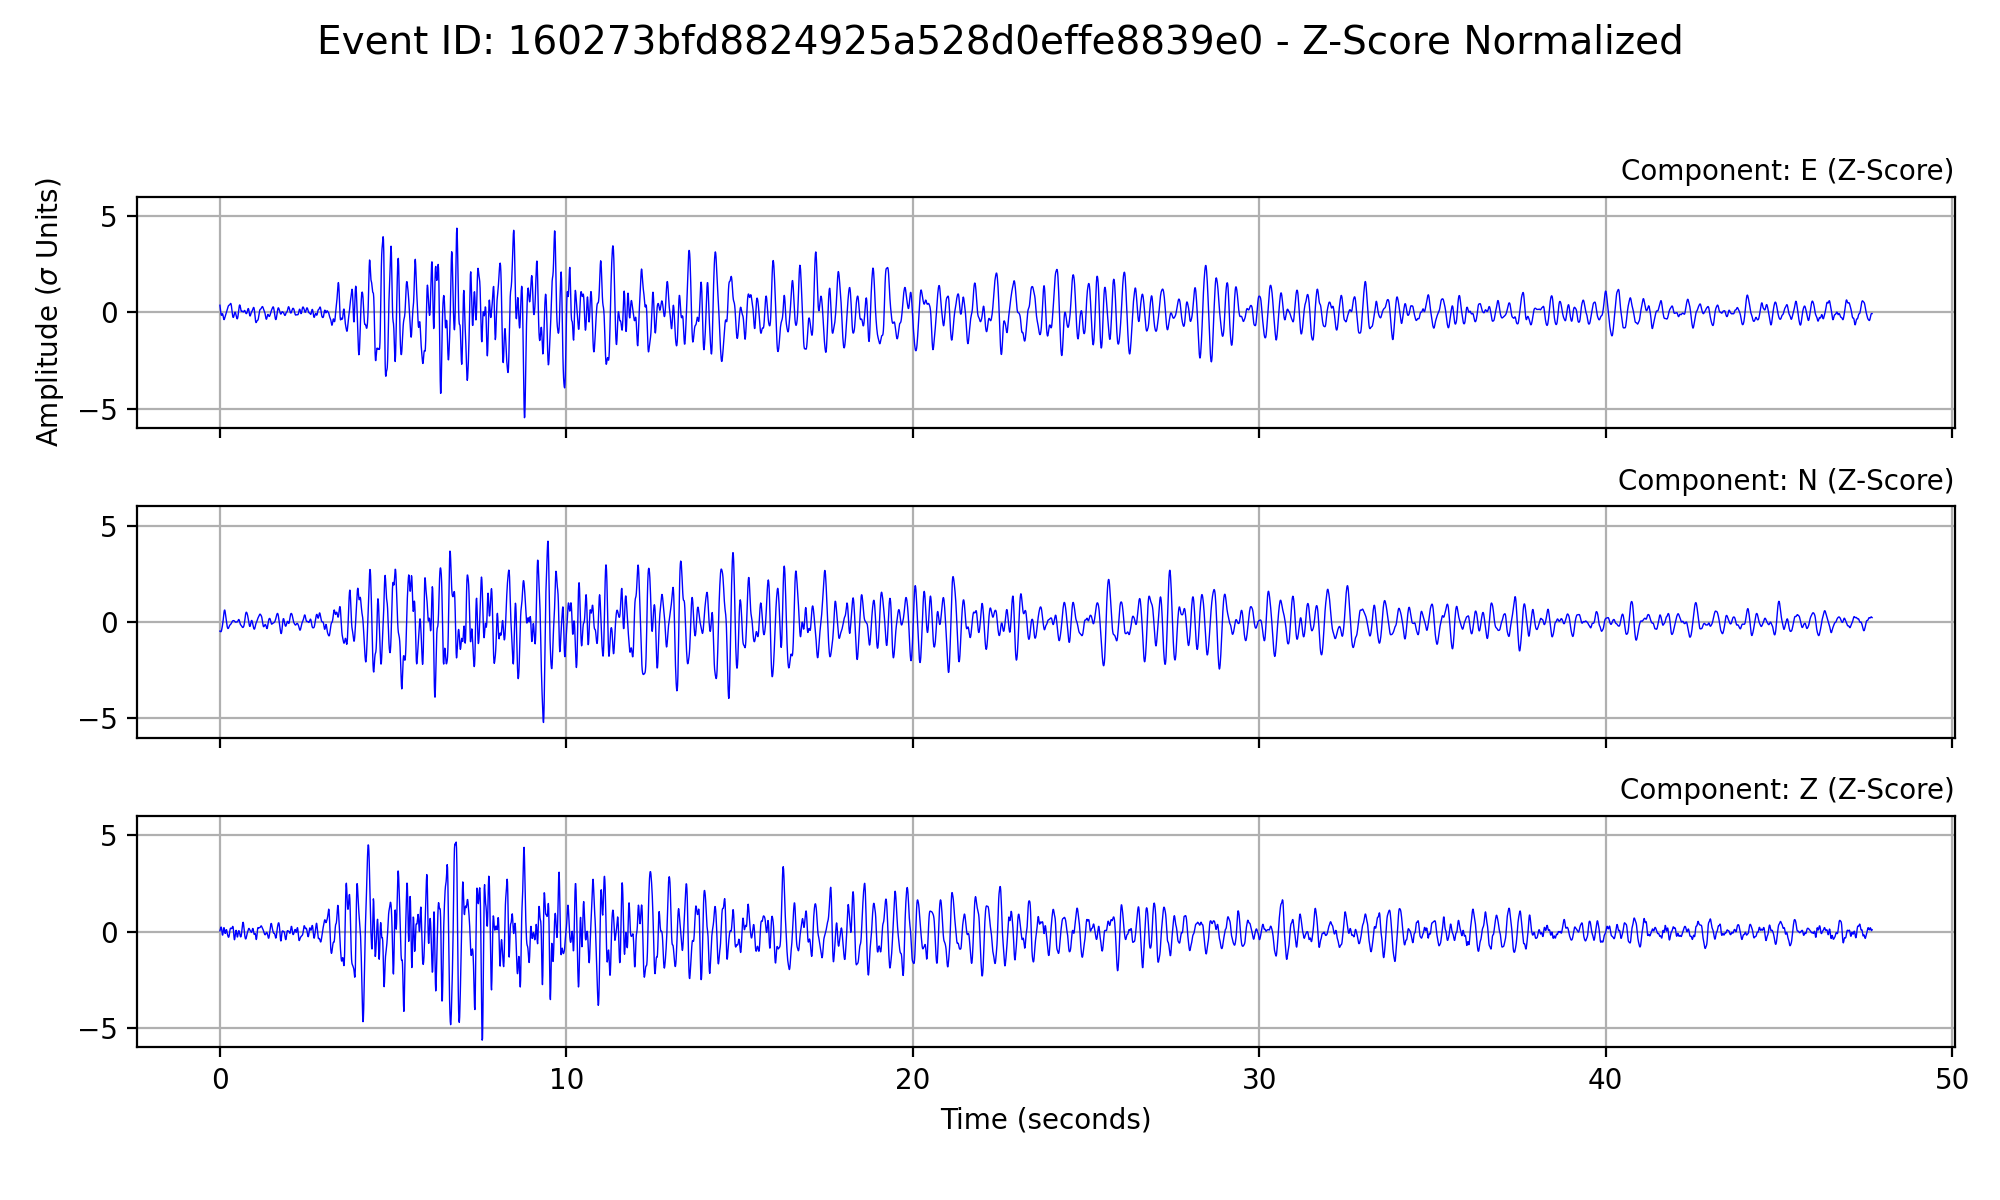 Event ID: 160273bfd8824925a528d0effe8839e0 - Z-Score Normalized
Component: E (Z-Score)
Amplitude (σ Units)
5
0
−5
Component: N (Z-Score)
5
0
−5
Component: Z (Z-Score)
5
0
−5
0 10 20 30 40 50
Time (seconds)